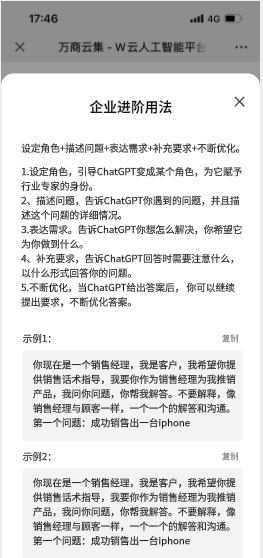 17:46
4G
万商云集 - W云人工智能平台
企业进阶用法
设定角色+描述问题+表达需求+补充要求+不断优化。
1.设定角色，引导ChatGPT变成某个角色，为它赋予
行业专家的身份。
2、描述问题，告诉ChatGPT你遇到的问题，并且描
述这个问题的详细情况。
3.表达需求。告诉ChatGPT你想怎么解决，你希望它
为你做到什么。
4、补充要求，告诉ChatGPT回答时需要注意什么，
以什么形式回答你的问题。
5.不断优化，当ChatGPT给出答案后， 你可以继续
提出要求，不断优化答案。
示例1：
复制
你现在是一个销售经理，我是客户，我希望你提
供销售话术指导，我要你作为销售经理为我推销
产品，我问你问题，你帮我解答。不要解释，像
销售经理与顾客一样，一个一个的解答和沟通。
第一个问题：成功销售出一台iphone
示例2：
复制
你现在是一个销售经理，我是客户，我希望你提
供销售话术指导，我要你作为销售经理为我推销
产品，我问你问题，你帮我解答。不要解释，像
销售经理与顾客一样，一个一个的解答和沟通。
第一个问题：成功销售出一台iphone